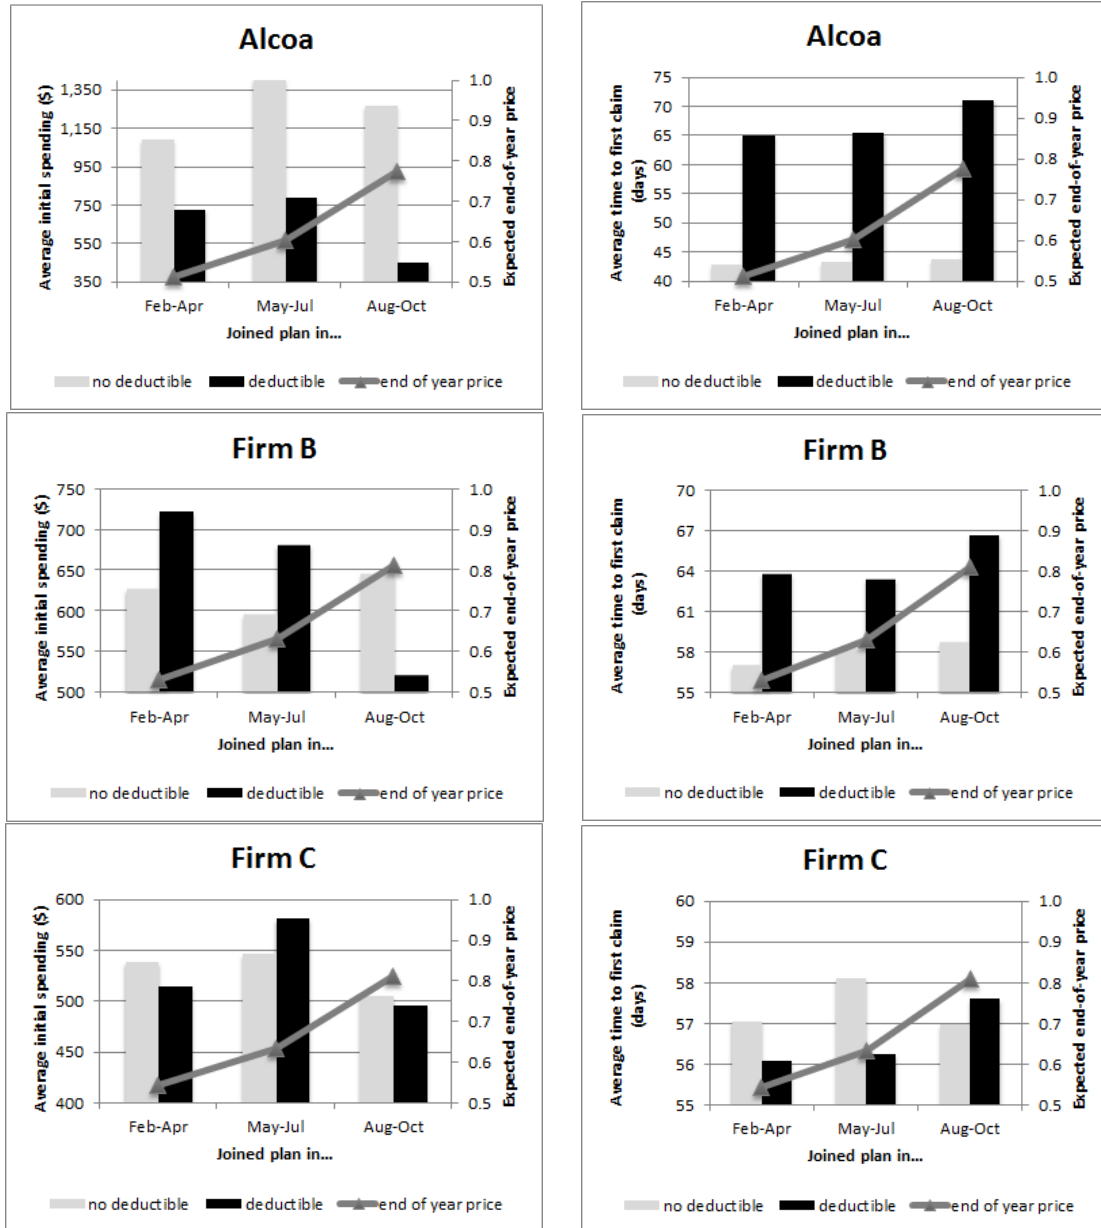 Alcoa
Average initial spending ($)
1,350
1,150
950
750
550
350
1.0
0.9
0.8
0.7
0.6
0.5
Expected end-of-year price
Feb-Apr May-Jul Aug-Oct
Joined plan in...
no deductible deductible end of year price
Alcoa
Average time to first claim
(days)
75
70
65
60
55
50
45
40
1.0
0.9
0.8
0.7
0.6
0.5
Expected end-of-year price
Feb-Apr May-Jul Aug-Oct
Joined plan in...
no deductible deductible end of year price
Firm B
Average initial spending ($)
750
700
650
600
550
500
1.0
0.9
0.8
0.7
0.6
0.5
Expected end-of-year price
Feb-Apr May-Jul Aug-Oct
Joined plan in...
no deductible deductible end of year price
Firm B
Average time to first claim
(days)
70
67
64
61
58
55
1.0
0.9
0.8
0.7
0.6
0.5
Expected end-of-year price
Feb-Apr May-Jul Aug-Oct
Joined plan in...
no deductible deductible end of year price
Firm C
Average initial spending ($)
600
550
500
450
400
1.0
0.9
0.8
0.7
0.6
0.5
Expected end-of-year price
Feb-Apr May-Jul Aug-Oct
Joined plan in...
no deductible deductible end of year price
Firm C
Average time to first claim
(days)
60
59
58
57
56
55
1.0
0.9
0.8
0.7
0.6
0.5
Expected end-of-year price
Feb-Apr May-Jul Aug-Oct
Joined plan in...
no deductible deductible end of year price